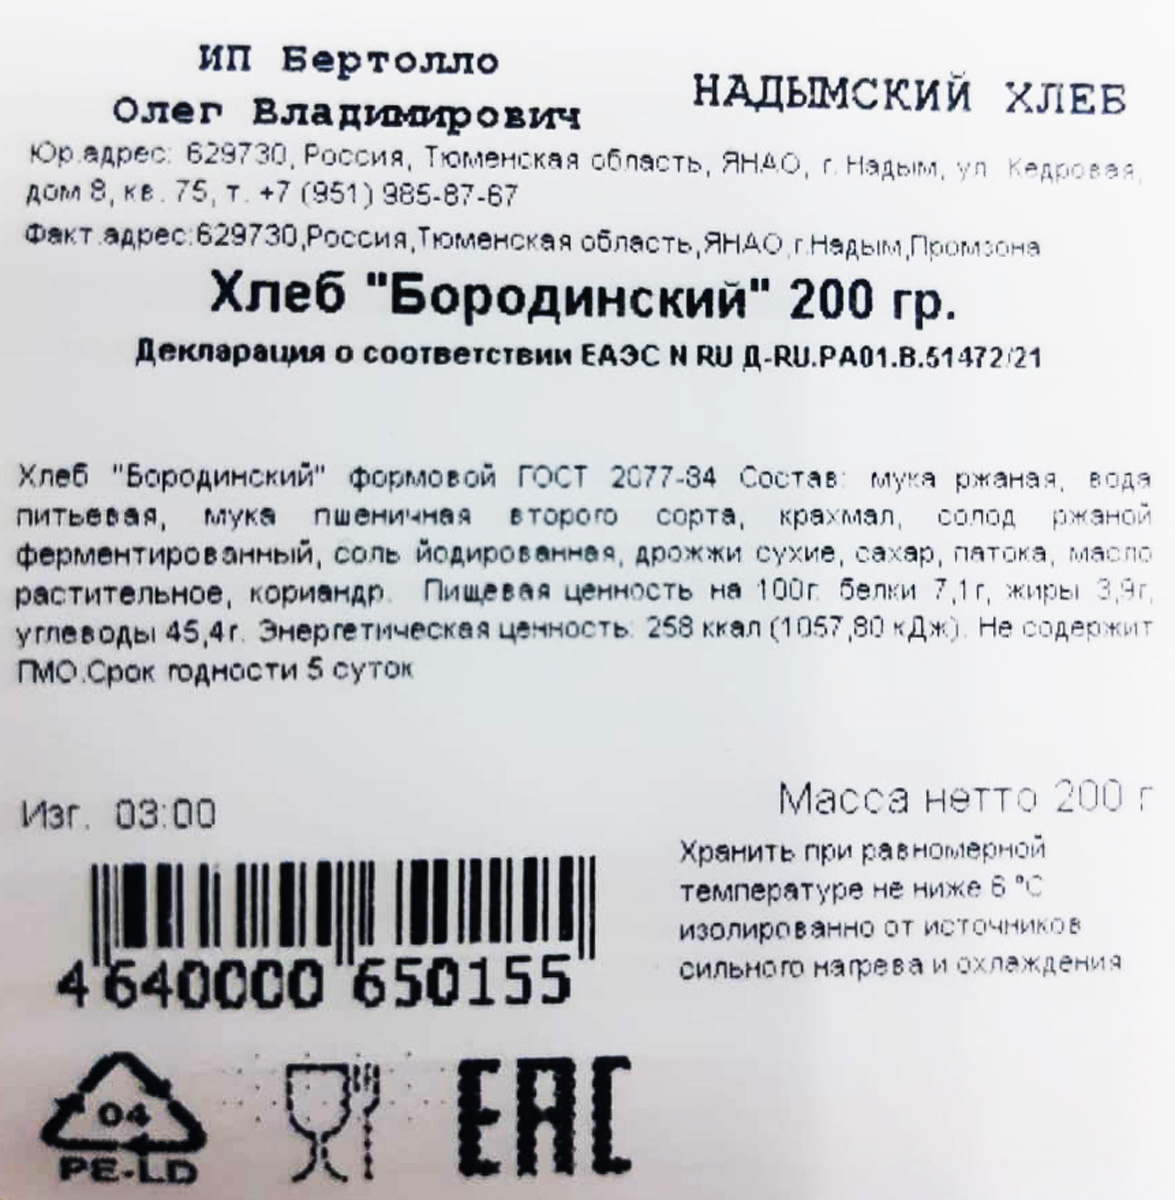 ИП Бертолло
Олег Владимирович
НАДЫМСКИЙ ХЛЕБ
Юр.адрес: 629730, Россия, Тюменская область, ЯНАО, г. Надым, ул. Кедровая,
дом 8, кв. 75, т. +7 (951) 985-87-67
Факт.адрес:629730,Россия,Тюменская область,ЯНАО,г.Надым,Промзона
Хлеб "Бородинский" 200 гр.
Декларация о соответствии ЕАЭС N RU Д-RU.РА01.В.51472/21
Хлеб "Бородинский" формовой ГОСТ 2077-84 Состав: мука ржаная, вода
питьевая, мука пшеничная второго сорта, крахмал, солод ржаной
ферментированный, соль йодированная, дрожжи сухие, сахар, патока, масло
растительное, кориандр. Пищевая ценность на 100г: белки 7,1г, жиры 3,9г,
углеводы 45,4г. Энергетическая ценность: 258 ккал (1057,80 кДж). Не содержит
ГМО.Срок годности 5 суток
Изг. 03:00
Масса нетто 200 г
Хранить при равномерной
температуре не ниже 6 °С
изолированно от источников
сильного нагрева и охлаждения
4 640000 650155
04
PE-LD
EAC